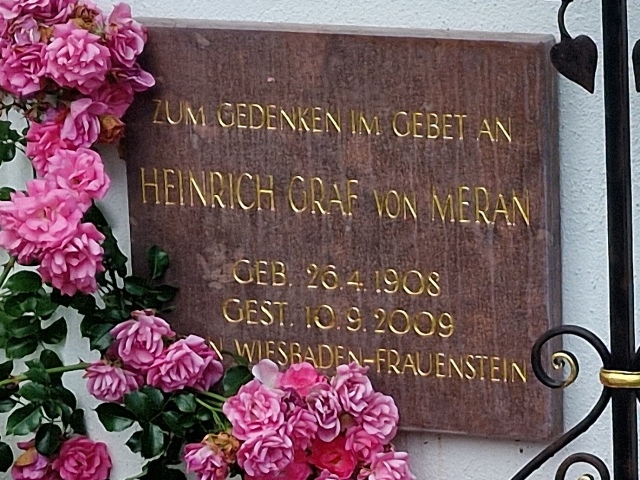 ZUM GEDENKEN IM GEBET AN
HEINRICH GRAF VON MERAN
GEB. 26.4.1908
GEST. 10.9.2009
WIESBADEN-FRAUENSTEIN